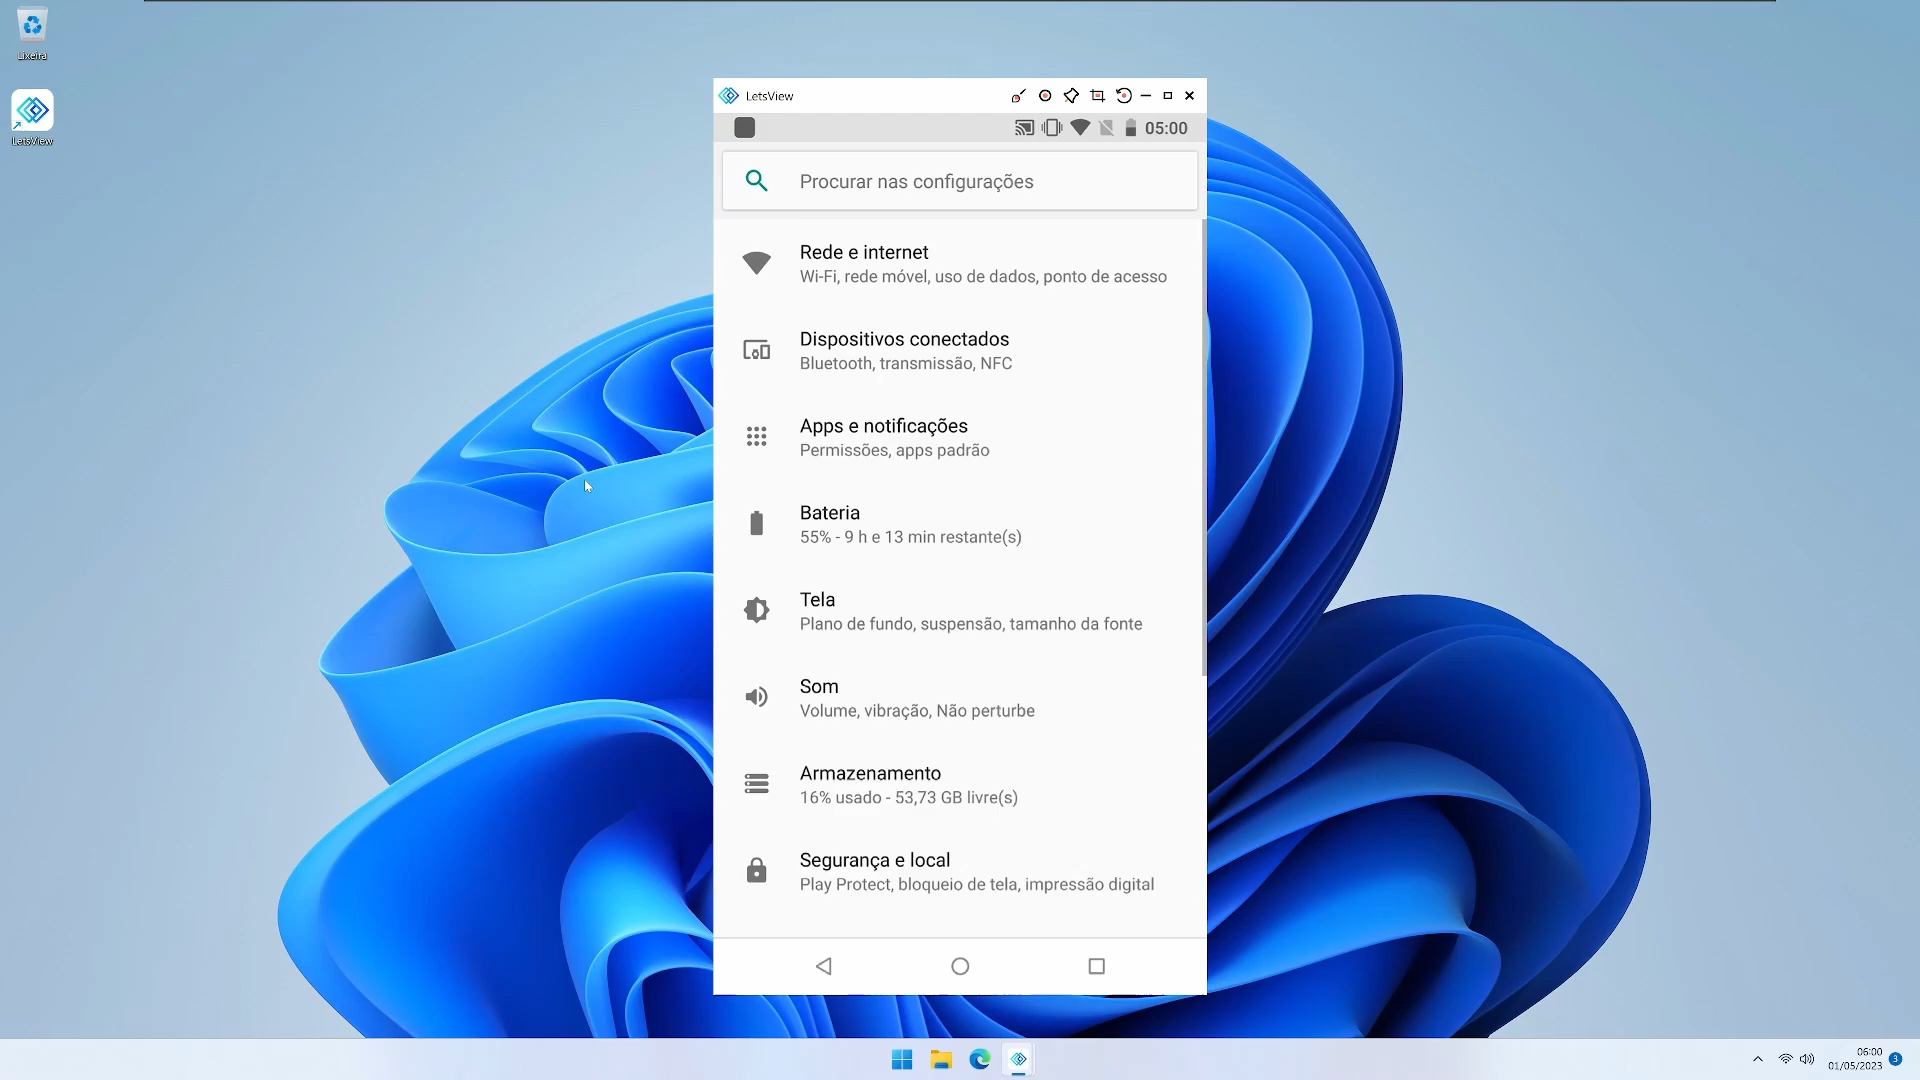 Lixeira
LetsView
LetsView
05:00
Procurar nas configurações
Rede e internet
Wi-Fi, rede móvel, uso de dados, ponto de acesso
Dispositivos conectados
Bluetooth, transmissão, NFC
Apps e notificações
Permissões, apps padrão
Bateria
55% - 9 h e 13 min restante(s)
Tela
Plano de fundo, suspensão, tamanho da fonte
Som
Volume, vibração, Não perturbe
Armazenamento
16% usado - 53,73 GB livre(s)
Segurança e local
Play Protect, bloqueio de tela, impressão digital
06:00
01/05/2023
3